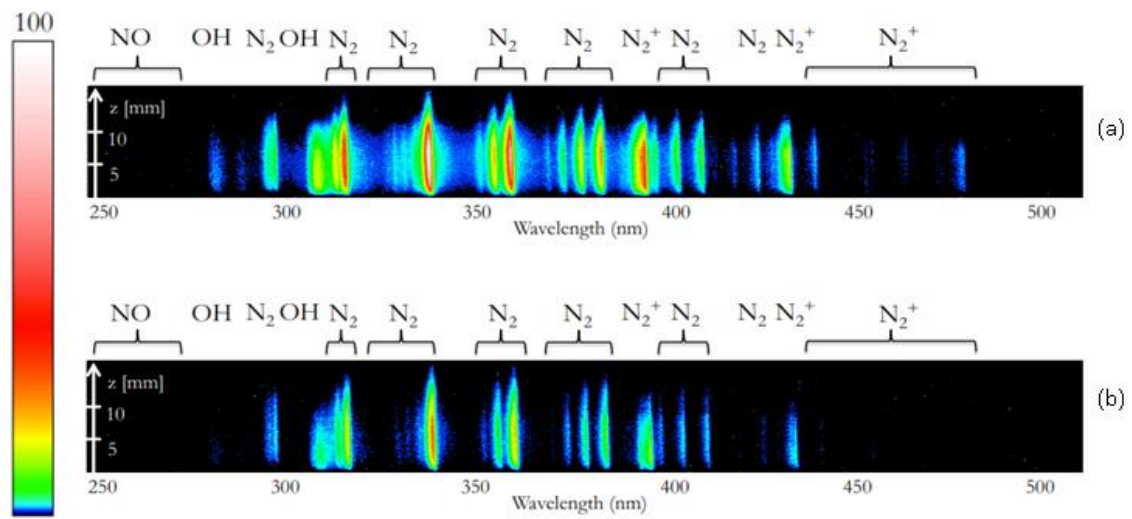 100
NO OH N₂ OH N₂ N₂ N₂ N₂ N₂⁺ N₂ N₂ N₂⁺ N₂⁺
z [mm]
10
5
(a)
250 300 350 400 450 500
Wavelength (nm)
NO OH N₂ OH N₂ N₂ N₂ N₂ N₂⁺ N₂ N₂ N₂⁺ N₂⁺
z [mm]
10
5
(b)
250 300 350 400 450 500
Wavelength (nm)